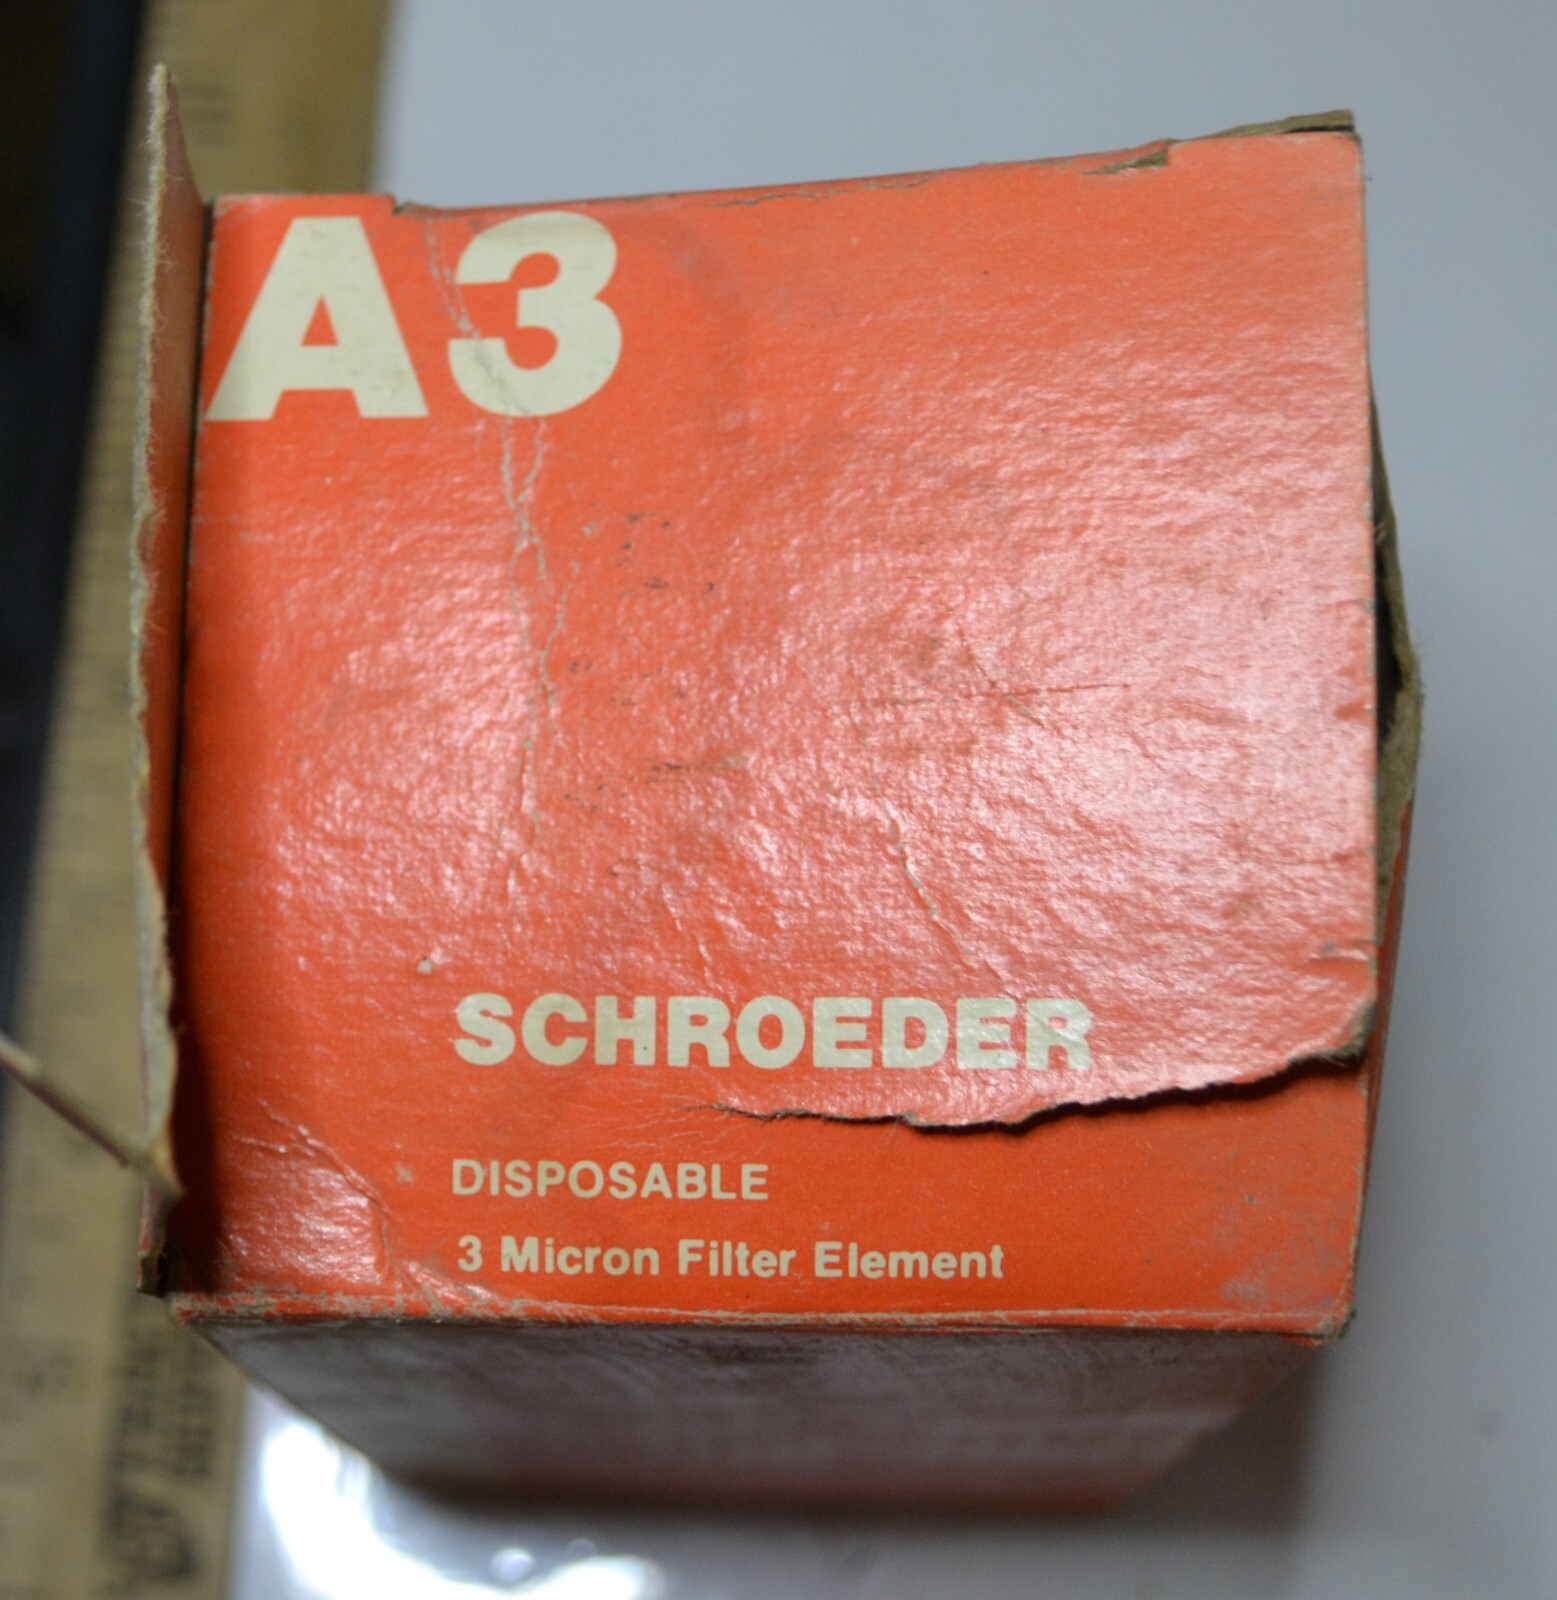 A3
SCHROEDER
DISPOSABLE
3 Micron Filter Element